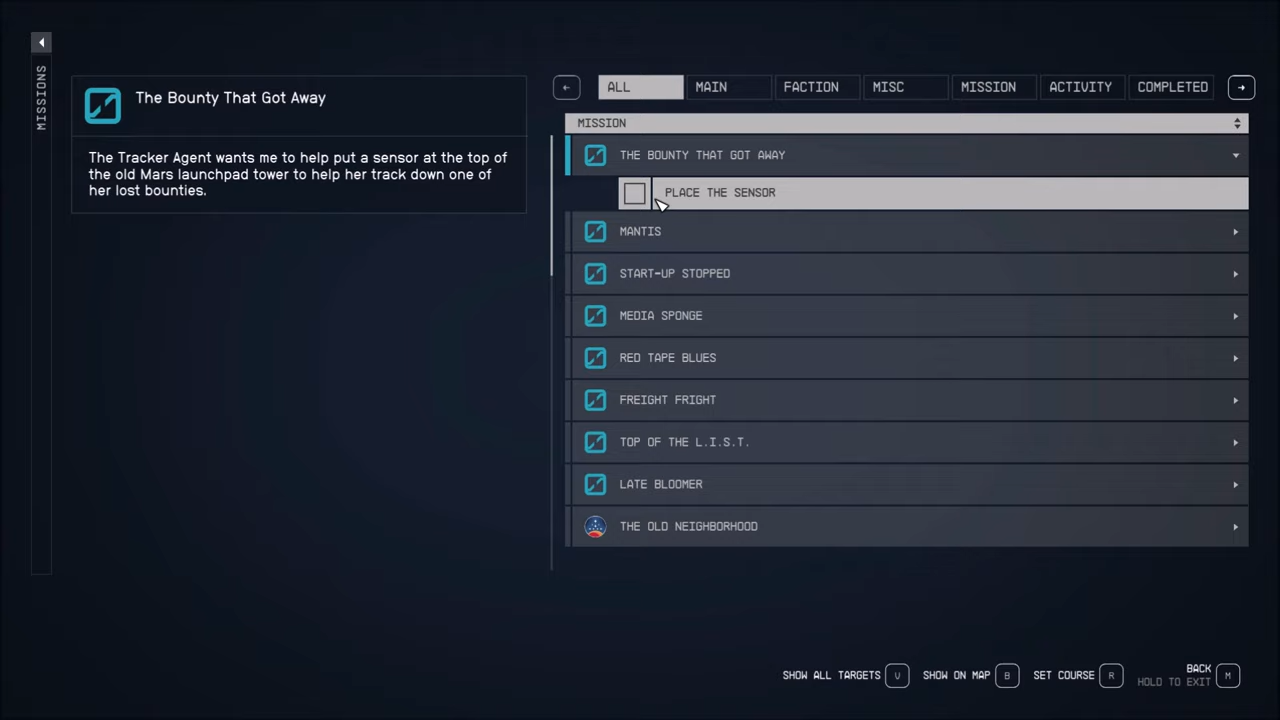 MISSIONS
The Bounty That Got Away
The Tracker Agent wants me to help put a sensor at the top of
the old Mars launchpad tower to help her track down one of
her lost bounties.
ALL MAIN FACTION MISC MISSION ACTIVITY COMPLETED
MISSION
THE BOUNTY THAT GOT AWAY
PLACE THE SENSOR
MANTIS
START-UP STOPPED
MEDIA SPONGE
RED TAPE BLUES
FREIGHT FRIGHT
TOP OF THE L.I.S.T.
LATE BLOOMER
THE OLD NEIGHBORHOOD
SHOW ALL TARGETS V SHOW ON MAP B SET COURSE R BACK M
HOLD TO EXIT